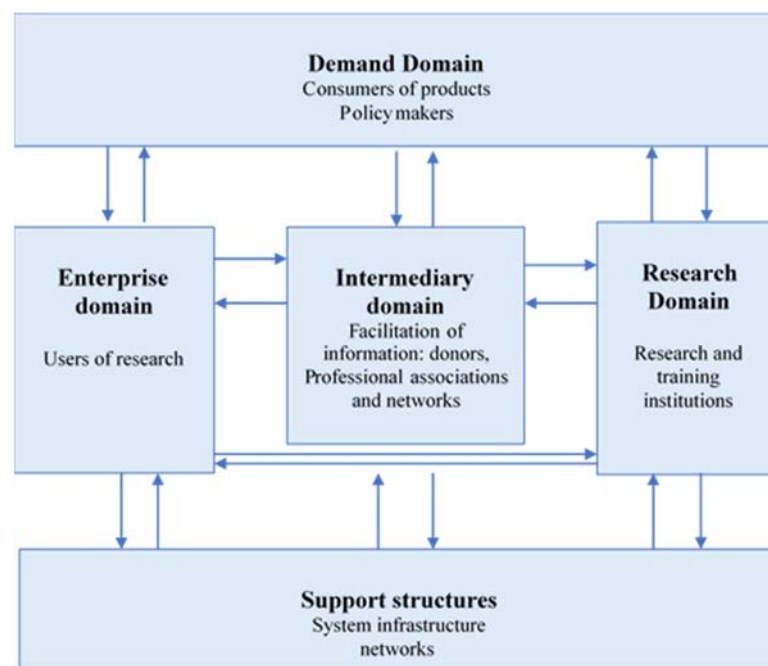 Demand Domain
Consumers of products
Policy makers
Enterprise
domain
Users of research
Intermediary
domain
Facilitation of
information: donors,
Professional associations
and networks
Research
Domain
Research and
training
institutions
Support structures
System infrastructure
networks